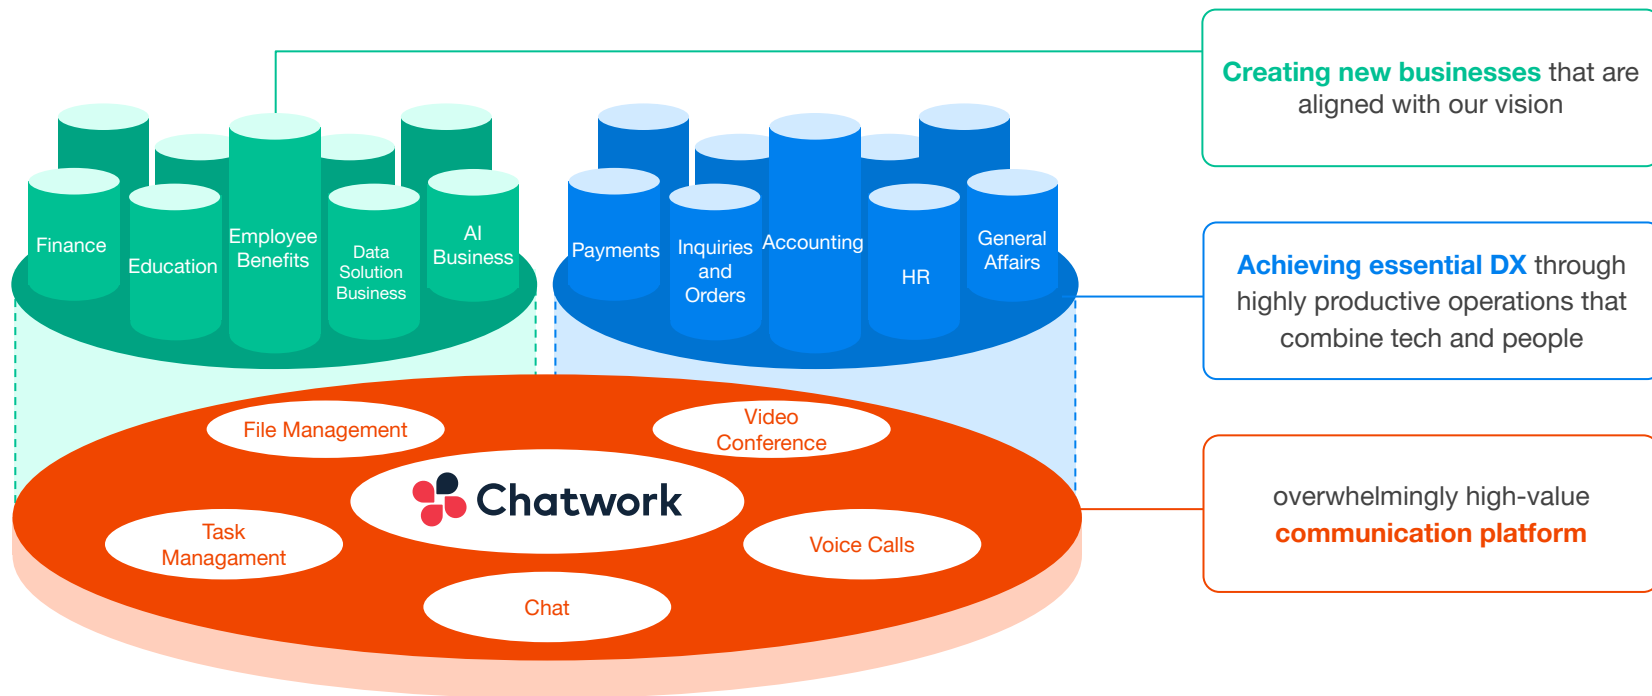 Creating new businesses that are
aligned with our vision
Finance
Education
Employee
Benefits
Data
Solution
Business
AI
Business
Payments
Inquiries
and
Orders
Accounting
HR
General
Affairs
Achieving essential DX through
highly productive operations that
combine tech and people
File Management
Video
Conference
Chatwork
Task
Managament
Voice Calls
Chat
overwhelmingly high-value
communication platform